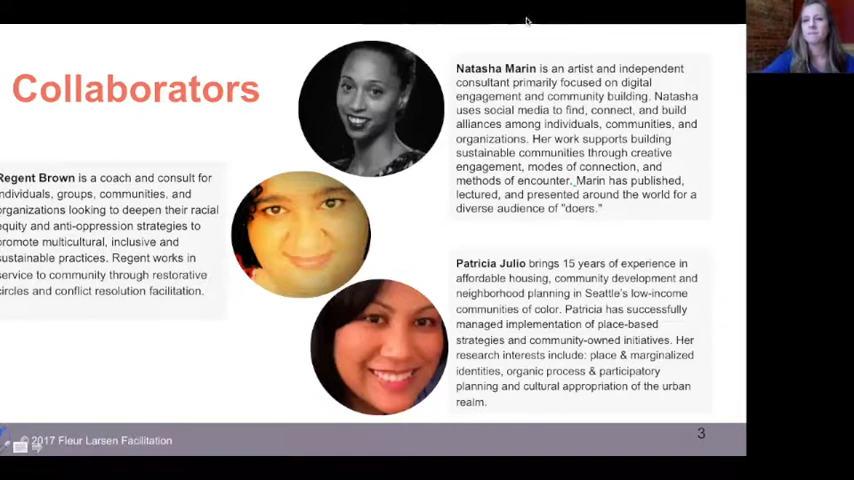 Collaborators
Regent Brown is a coach and consult for
individuals, groups, communities, and
organizations looking to deepen their racial
equity and anti-oppression strategies to
promote multicultural, inclusive and
sustainable practices. Regent works in
service to community through restorative
circles and conflict resolution facilitation.
Natasha Marin is an artist and independent
consultant primarily focused on digital
engagement and community building. Natasha
uses social media to find, connect, and build
alliances among individuals, communities, and
organizations. Her work supports building
sustainable communities through creative
engagement, modes of connection, and
methods of encounter. Marin has published,
lectured, and presented around the world for a
diverse audience of "doers."
Patricia Julio brings 15 years of experience in
affordable housing, community development and
neighborhood planning in Seattle's low-income
communities of color. Patricia has successfully
managed implementation of place-based
strategies and community-owned initiatives. Her
research interests include: place & marginalized
identities, organic process & participatory
planning and cultural appropriation of the urban
realm.
© 2017 Fleur Larsen Facilitation
3